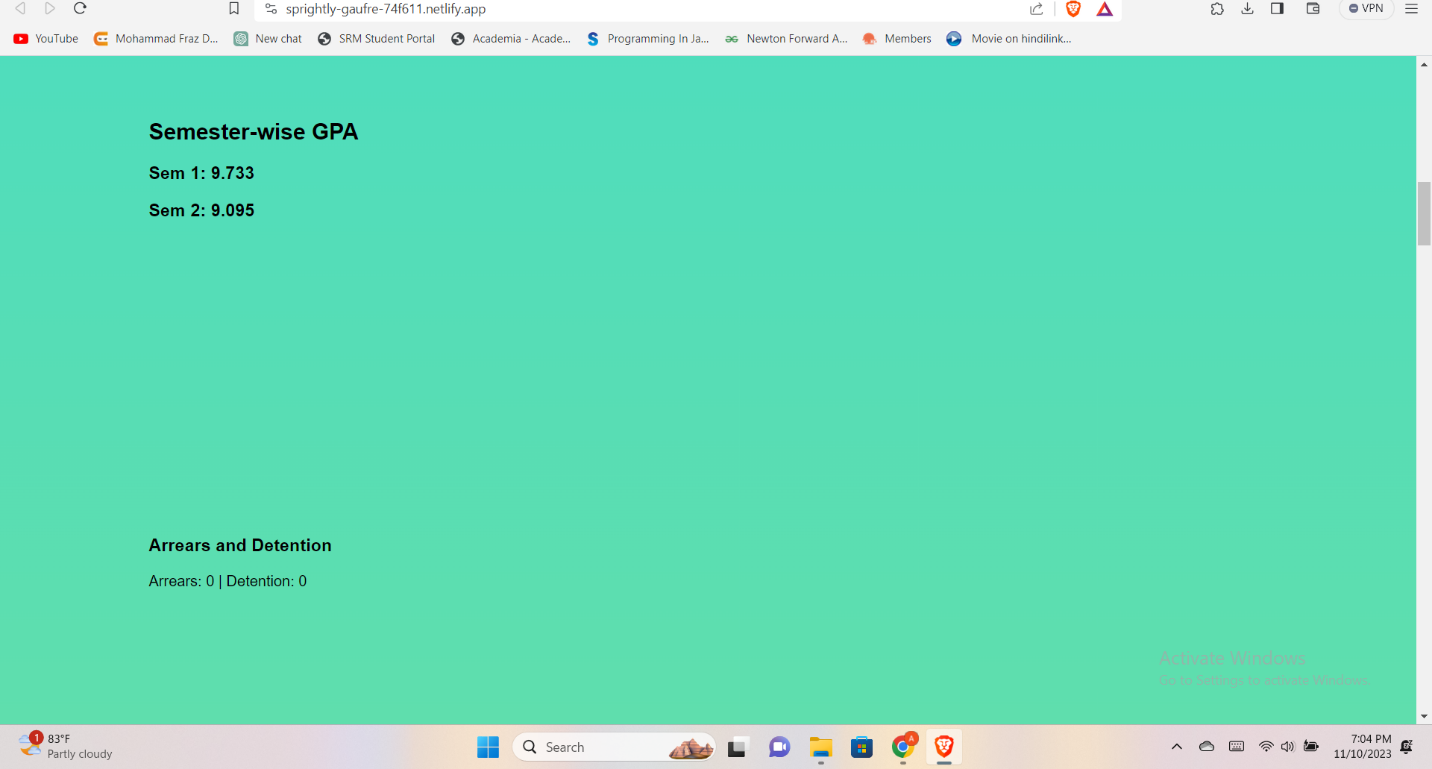 sprightly-gaufre-74f611.netlify.app
VPN
YouTube
Mohammad Fraz D...
New chat
SRM Student Portal
Academia - Acade...
Programming In Ja...
Newton Forward A...
Members
Movie on hindilink...
Semester-wise GPA
Sem 1: 9.733
Sem 2: 9.095
Arrears and Detention
Arrears: 0 | Detention: 0
Activate Windows
Go to Settings to activate Windows.
1
83°F
Partly cloudy
Search
A
7:04 PM
11/10/2023